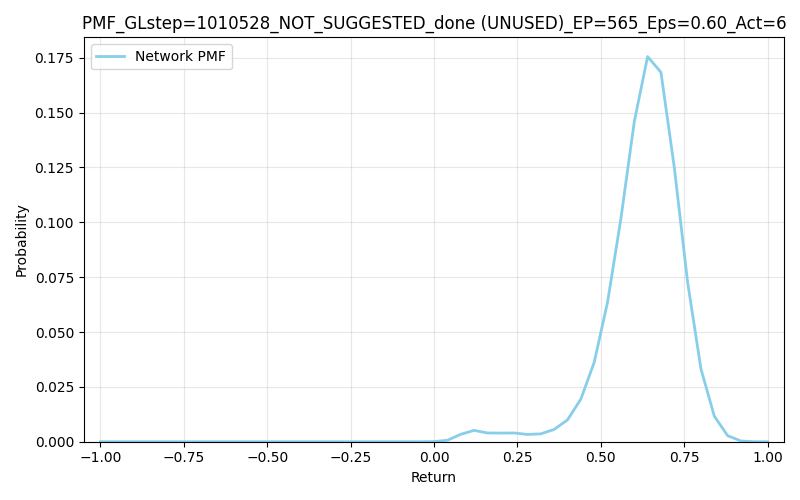 PMF_GLstep=1010528_NOT_SUGGESTED_done (UNUSED)_EP=565_Eps=0.60_Act=6
Network PMF
0.175
0.150
0.125
0.100
0.075
0.050
0.025
0.000
Probability
−1.00 −0.75 −0.50 −0.25 0.00 0.25 0.50 0.75 1.00
Return